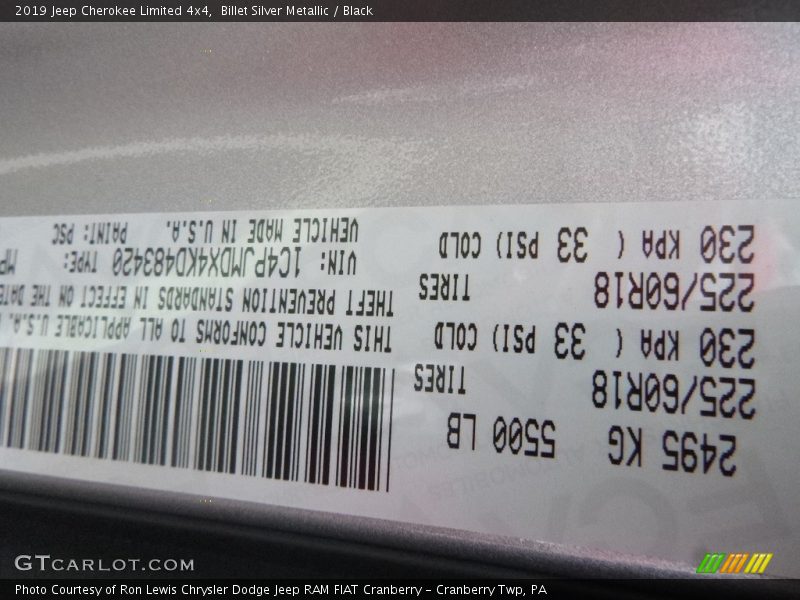 2019 Jeep Cherokee Limited 4x4, Billet Silver Metallic / Black
2495 KG 5500 LB
225/60R18 TIRES
230 KPA ( 33 PSI) COLD
225/60R18 TIRES
230 KPA ( 33 PSI) COLD
THIS VEHICLE CONFORMS TO ALL APPLICABLE U.S.A.
THEFT PREVENTION STANDARDS IN EFFECT ON THE DATE
VIN: 1C4PJMDX4KD483420 TYPE: MP
VEHICLE MADE IN U.S.A. PAINT: PSC
GTCARLOT.COM
Photo Courtesy of Ron Lewis Chrysler Dodge Jeep RAM FIAT Cranberry – Cranberry Twp, PA